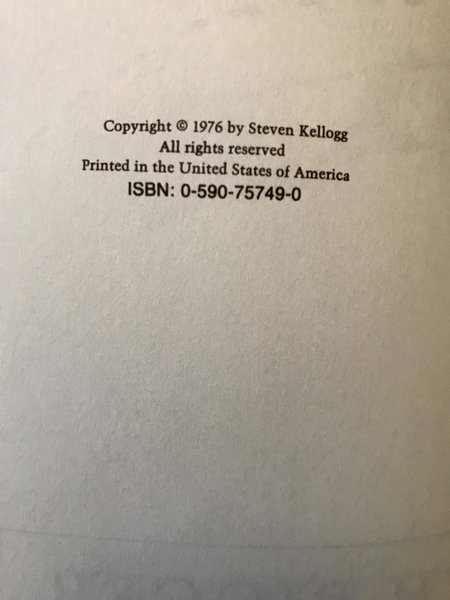 Copyright © 1976 by Steven Kellogg
All rights reserved
Printed in the United States of America
ISBN: 0-590-75749-0